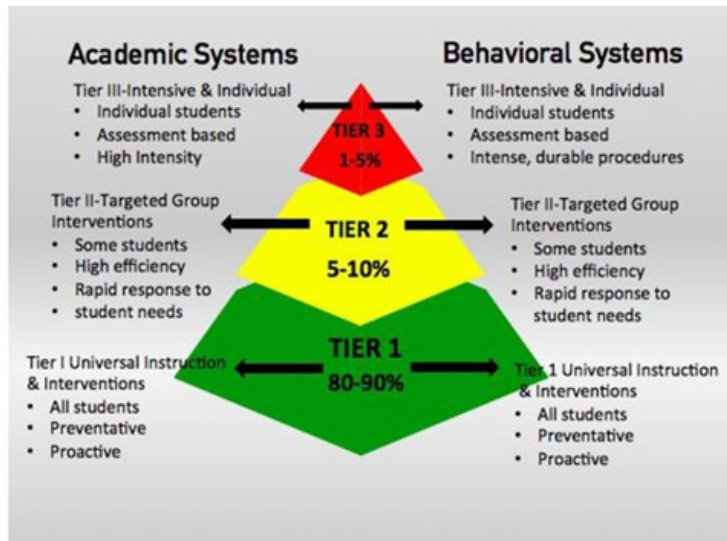 Academic Systems
Tier III-Intensive & Individual
• Individual students
• Assessment based
• High Intensity
Tier II-Targeted Group
Interventions
• Some students
• High efficiency
• Rapid response to
• student needs
Tier I Universal Instruction
& Interventions
• All students
• Preventative
• Proactive
TIER 3
1-5%
TIER 2
5-10%
TIER 1
80-90%
Behavioral Systems
Tier III-Intensive & Individual
• Individual students
• Assessment based
• Intense, durable procedures
Tier II-Targeted Group
Interventions
• Some students
• High efficiency
• Rapid response to
student needs
Tier 1 Universal Instruction
& Interventions
• All students
• Preventative
• Proactive